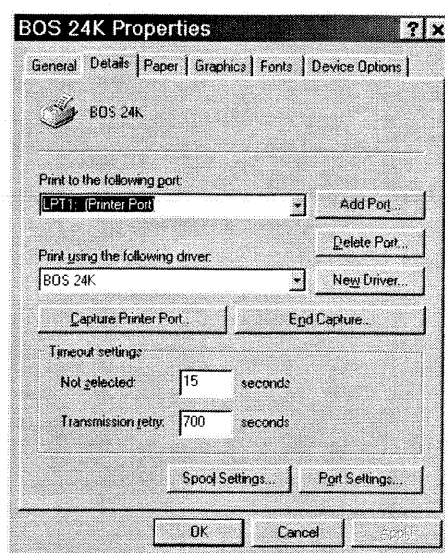 BOS 24K Properties ? ×
General Details Paper Graphics Fonts Device Options
BOS 24K
Print to the following port:
LPT1: (Printer Port)
Add Port...
Delete Port...
Print using the following driver:
BOS 24K
New Driver...
Capture Printer Port...
End Capture...
Timeout settings
Not selected: 15 seconds
Transmission retry: 700 seconds
Spool Settings...
Port Settings...
OK
Cancel
Apply